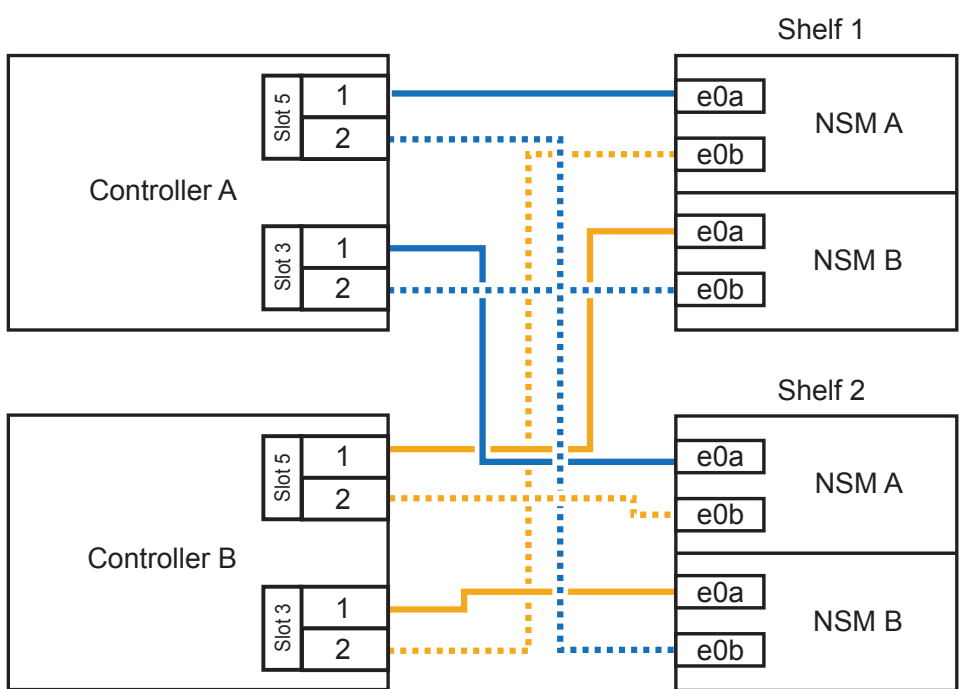 Shelf 1
Controller A
Slot 5
1
2
Slot 3
1
2
e0a
e0b
NSM A
e0a
e0b
NSM B
Shelf 2
Controller B
Slot 5
1
2
Slot 3
1
2
e0a
e0b
NSM A
e0a
e0b
NSM B